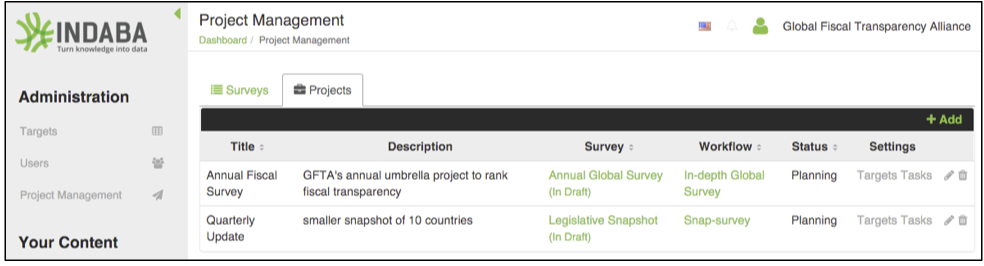 INDABA
Turn knowledge into data
Administration
Targets
Users
Project Management
Your Content
Project Management
Dashboard / Project Management
Global Fiscal Transparency Alliance
Surveys
Projects
+ Add
Title Description Survey Workflow Status Settings
Annual Fiscal GFTA's annual umbrella project to rank Annual Global Survey In-depth Global Planning Targets Tasks
Survey fiscal transparency (In Draft) Survey
Quarterly smaller snapshot of 10 countries Legislative Snapshot Snap-survey Planning Targets Tasks
Update (In Draft)